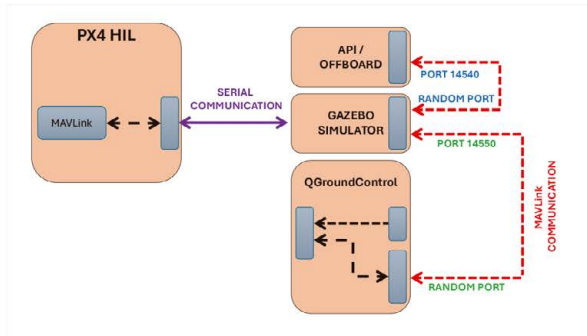 PX4 HIL
MAVLink
SERIAL
COMMUNICATION
API /
OFFBOARD
GAZEBO
SIMULATOR
QGroundControl
PORT 14540
RANDOM PORT
PORT 14550
RANDOM PORT
MAVLink
COMMUNICATION